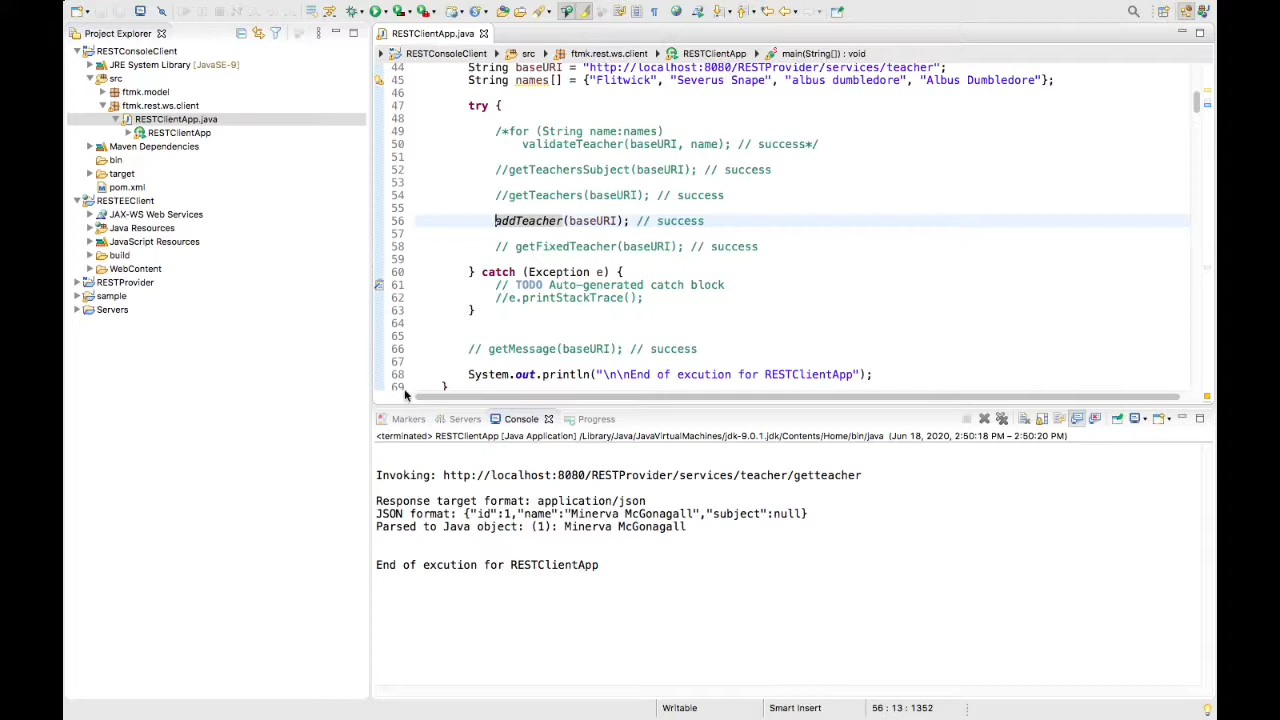 Project Explorer
RESTConsoleClient
JRE System Library [JavaSE-9]
src
ftmk.model
ftmk.rest.ws.client
RESTClientApp.java
RESTClientApp
Maven Dependencies
bin
target
pom.xml
RESTEEClient
JAX-WS Web Services
Java Resources
JavaScript Resources
build
WebContent
RESTProvider
sample
Servers
RESTClientApp.java
RESTConsoleClient src ftmk.rest.ws.client RESTClientApp main(String[]) : void
44 String baseURI = "http://localhost:8080/RESTProvider/services/teacher";
45 String names[] = {"Flitwick", "Severus Snape", "albus dumbledore", "Albus Dumbledore"};
46
47 try {
48
49 /*for (String name:names)
50 validateTeacher(baseURI, name); // success*/
51
52 //getTeachersSubject(baseURI); // success
53
54 //getTeachers(baseURI); // success
55
56 addTeacher(baseURI); // success
57
58 // getFixedTeacher(baseURI); // success
59
60 } catch (Exception e) {
61 // TODO Auto-generated catch block
62 //e.printStackTrace();
63 }
64
65
66 // getMessage(baseURI); // success
67
68 System.out.println("\n\nEnd of excution for RESTClientApp");
69 }
Markers Servers Console Progress
<terminated> RESTClientApp [Java Application] /Library/Java/JavaVirtualMachines/jdk-9.0.1.jdk/Contents/Home/bin/java (Jun 18, 2020, 2:50:18 PM – 2:50:20 PM)
Invoking: http://localhost:8080/RESTProvider/services/teacher/getteacher
Response target format: application/json
JSON format: {"id":1,"name":"Minerva McGonagall","subject":null}
Parsed to Java object: (1): Minerva McGonagall
End of excution for RESTClientApp
Writable Smart Insert 56 : 13 : 1352